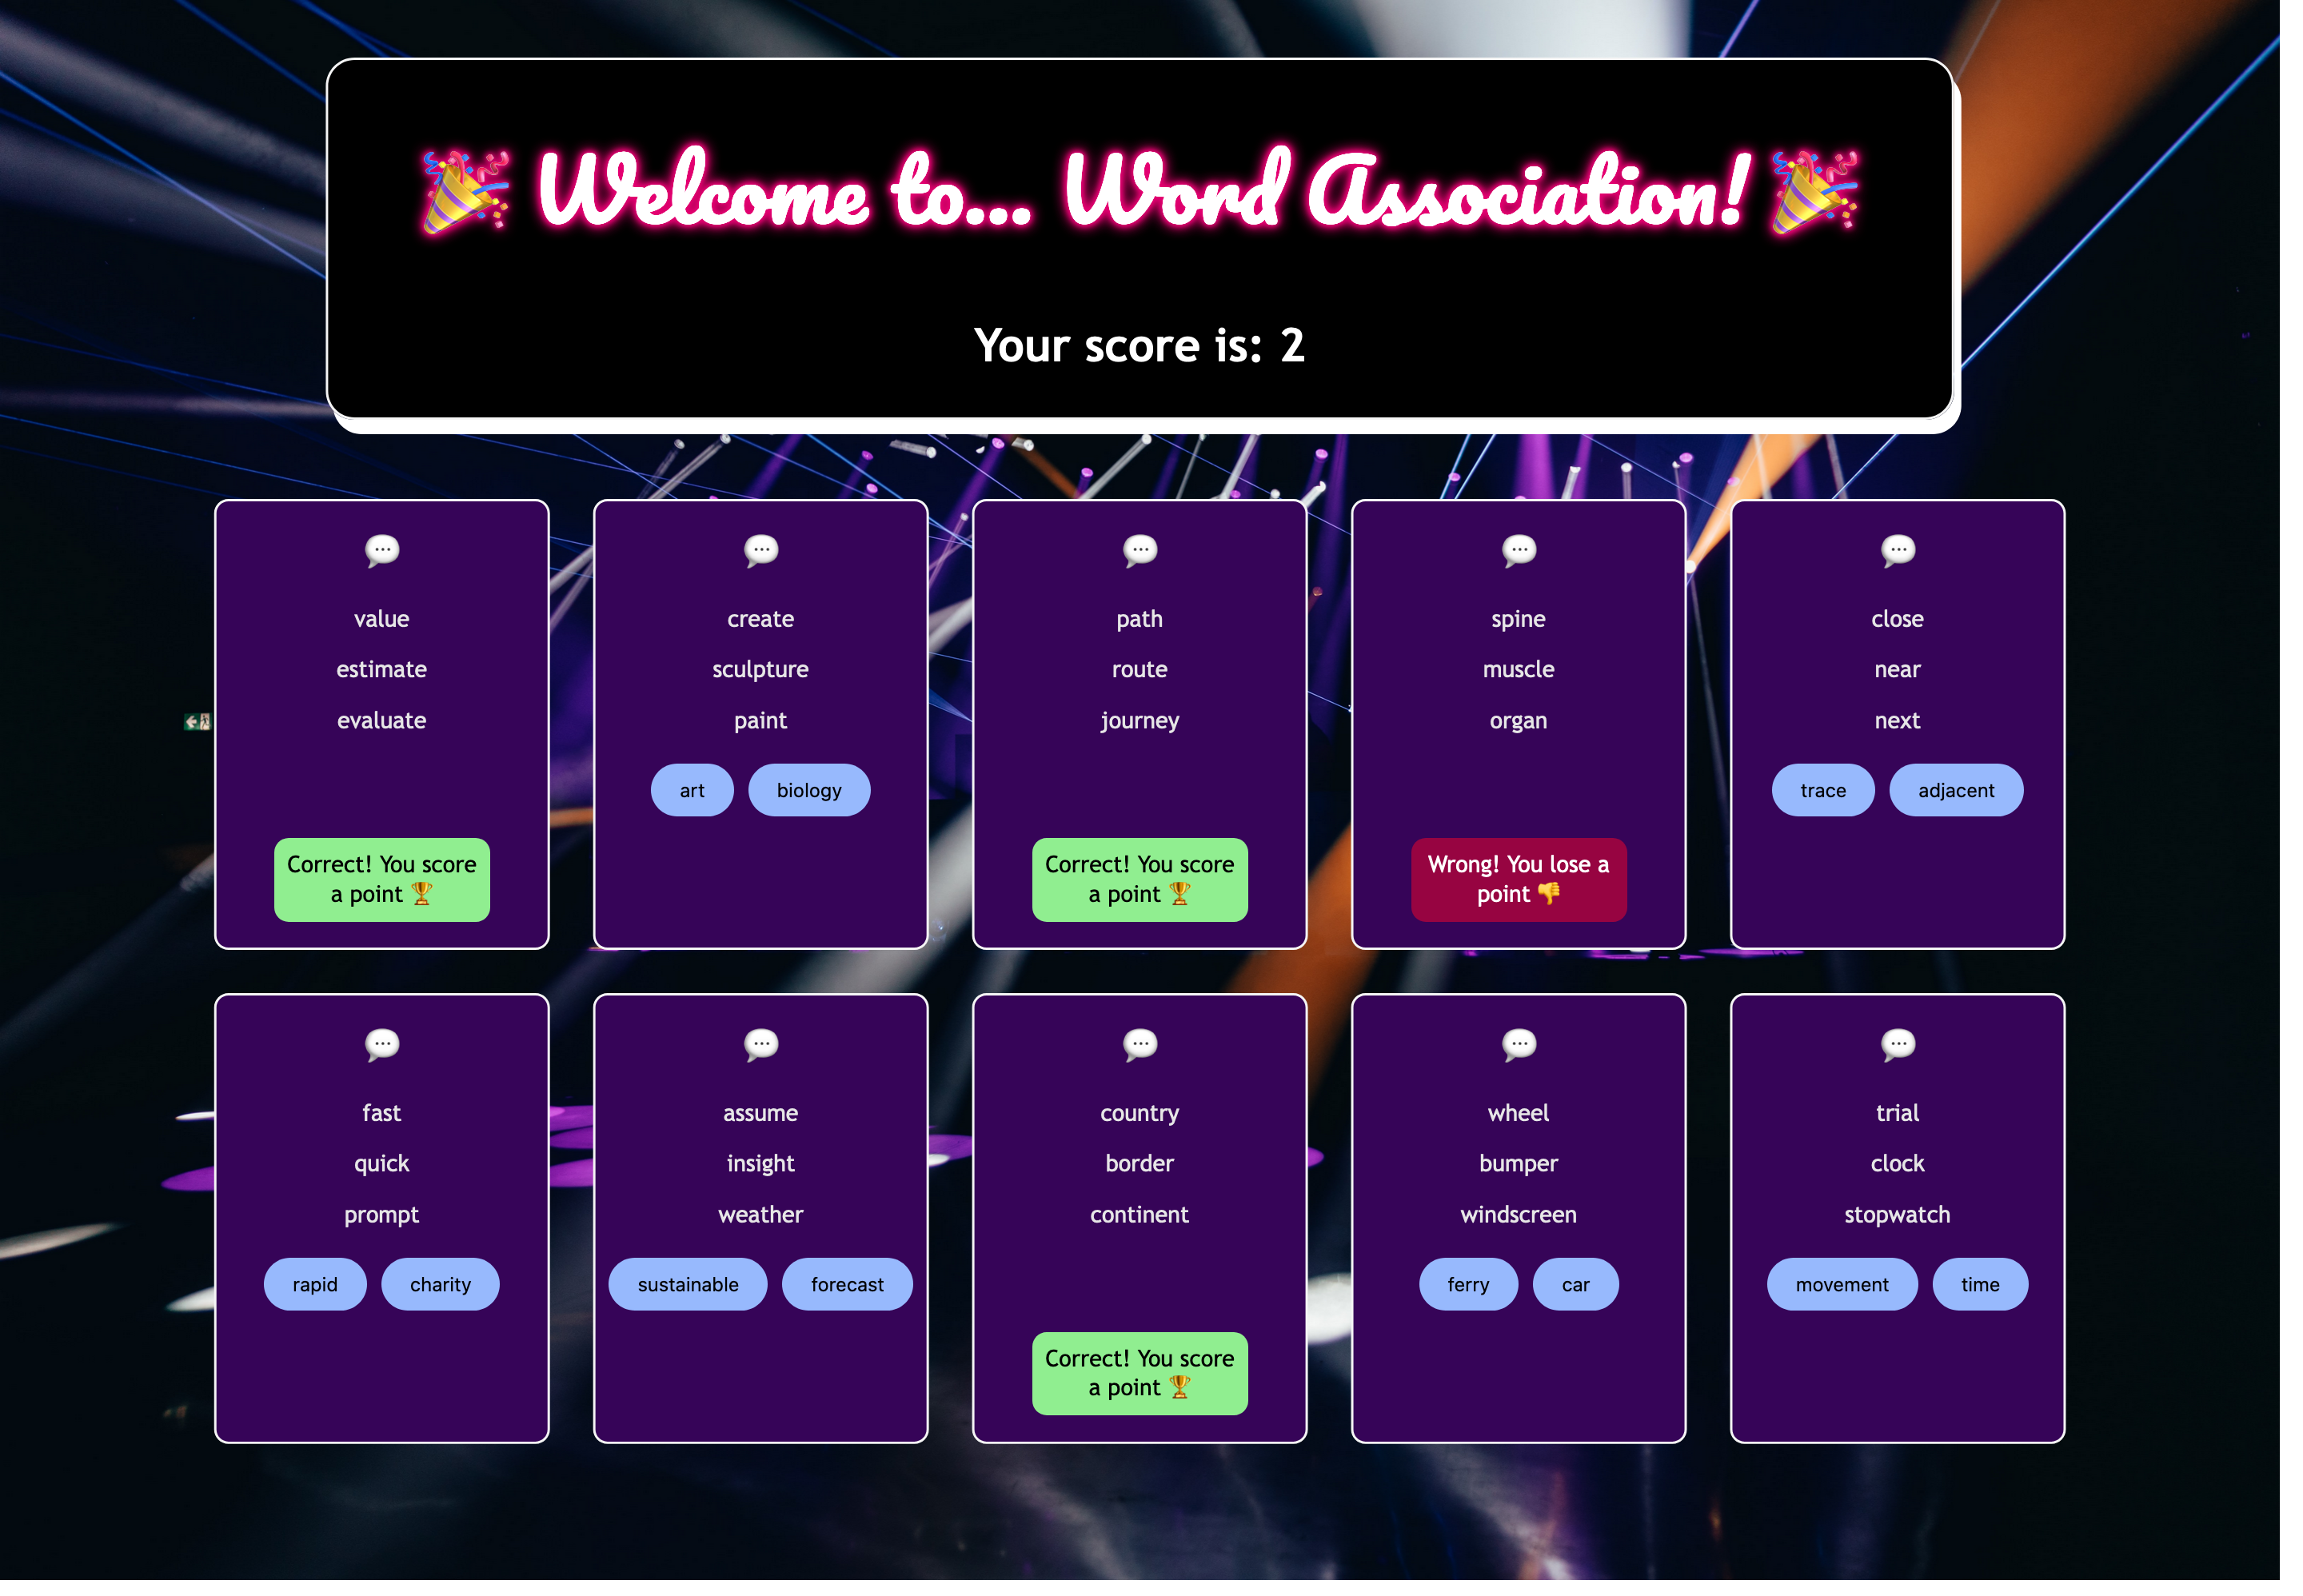 🎉 Welcome to... Word Association! 🎉
Your score is: 2
value
estimate
evaluate
Correct! You score
a point 🏆
create
sculpture
paint
art biology
path
route
journey
Correct! You score
a point 🏆
spine
muscle
organ
Wrong! You lose a
point 👎
close
near
next
trace adjacent
fast
quick
prompt
rapid charity
assume
insight
weather
sustainable forecast
country
border
continent
Correct! You score
a point 🏆
wheel
bumper
windscreen
ferry car
trial
clock
stopwatch
movement time